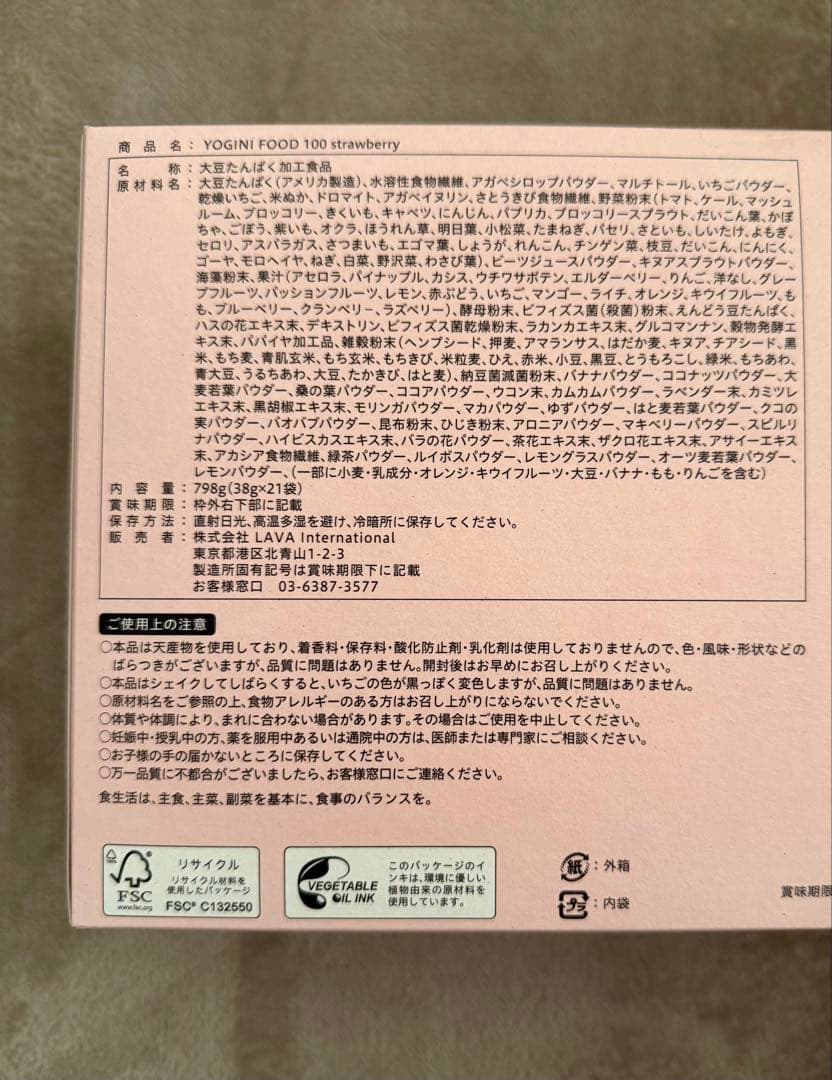 商品名：YOGINI FOOD 100 strawberry
名称：大豆たんぱく加工食品
原材料名：大豆たんぱく（アメリカ製造）、水溶性食物繊維、アガベシロップパウダー、マルチトール、いちごパウダー、
乾燥いちご、米ぬか、ドロマイト、アガベイヌリン、さとうきび食物繊維、野菜粉末（トマト、ケール、マッシュ
ルーム、ブロッコリー、きくいも、キャベツ、にんじん、パプリカ、ブロッコリースプラウト、だいこん葉、かぼ
ちゃ、ごぼう、紫いも、オクラ、ほうれん草、明日葉、小松菜、たまねぎ、パセリ、さといも、しいたけ、よもぎ、
セロリ、アスパラガス、さつまいも、エゴマ葉、しょうが、れんこん、チンゲン菜、枝豆、だいこん、にんにく、
ゴーヤ、モロヘイヤ、ねぎ、白菜、野沢菜、わさび葉）、ビーツジュースパウダー、キヌアスプラウトパウダー、
海藻粉末、果汁（アセロラ、パイナップル、カシス、ウチワサボテン、エルダーベリー、りんご、洋なし、グレー
プフルーツ、パッションフルーツ、レモン、赤ぶどう、いちご、マンゴー、ライチ、オレンジ、キウイフルーツ、も
も、ブルーベリー、クランベリー、ラズベリー）、酵母粉末、ビフィズス菌（殺菌）粉末、えんどう豆たんぱく、
ハスの花エキス末、デキストリン、ビフィズス菌乾燥粉末、ラカンカエキス末、グルコマンナン、穀物発酵エ
キス末、パパイヤ加工品、雑穀粉末（ヘンプシード、押麦、アマランサス、はだか麦、キヌア、チアシード、黒
米、もち麦、青肌玄米、もち玄米、もちきび、米粒麦、ひえ、赤米、小豆、黒豆、とうもろこし、緑米、もちあわ、
青大豆、うるちあわ、大豆、たかきび、はと麦）、納豆菌滅菌粉末、バナナパウダー、ココナッツパウダー、大
麦若葉パウダー、桑の葉パウダー、ココアパウダー、ウコン末、カムカムパウダー、ラベンダー末、カミツレ
エキス末、黒胡椒エキス末、モリンガパウダー、マカパウダー、ゆずパウダー、はと麦若葉パウダー、クコの
実パウダー、バオバブパウダー、昆布粉末、ひじき粉末、アロニアパウダー、マキベリーパウダー、スピルリ
ナパウダー、ハイビスカスエキス末、バラの花パウダー、茶花エキス末、ザクロ花エキス末、アサイーエキス
末、アカシア食物繊維、緑茶パウダー、ルイボスパウダー、レモングラスパウダー、オーツ麦若葉パウダー、
レモンパウダー、（一部に小麦・乳成分・オレンジ・キウイフルーツ・大豆・バナナ・もも・りんごを含む）
内容量：798g（38g×21袋）
賞味期限：枠外右下部に記載
保存方法：直射日光、高温多湿を避け、冷暗所に保存してください。
販売者：株式会社 LAVA International
東京都港区北青山1-2-3
製造所固有記号は賞味期限下に記載
お客様窓口 03-6387-3577
ご使用上の注意
○本品は天産物を使用しており、着香料・保存料・酸化防止剤・乳化剤は使用しておりませんので、色・風味・形状などの
ばらつきがございますが、品質に問題はありません。開封後はお早めにお召し上がりください。
○本品はシェイクしてしばらくすると、いちごの色が黒っぽく変色しますが、品質に問題はありません。
○原材料名をご参照の上、食物アレルギーのある方はお召し上がりにならないでください。
○体質や体調により、まれに合わない場合があります。その場合はご使用を中止してください。
○妊娠中・授乳中の方、薬を服用中あるいは通院中の方は、医師または専門家にご相談ください。
○お子様の手の届かないところに保存してください。
○万一品質に不都合がございましたら、お客様窓口にご連絡ください。
食生活は、主食、主菜、副菜を基本に、食事のバランスを。
FSC
www.fsc.org
リサイクル
リサイクル材料を
使用したパッケージ
FSC® C132550
VEGETABLE
OIL INK
このパッケージのイ
ンキは、環境に優しい
植物由来の原材料を
使用しています。
紙：外箱
プラ：内袋
賞味期限